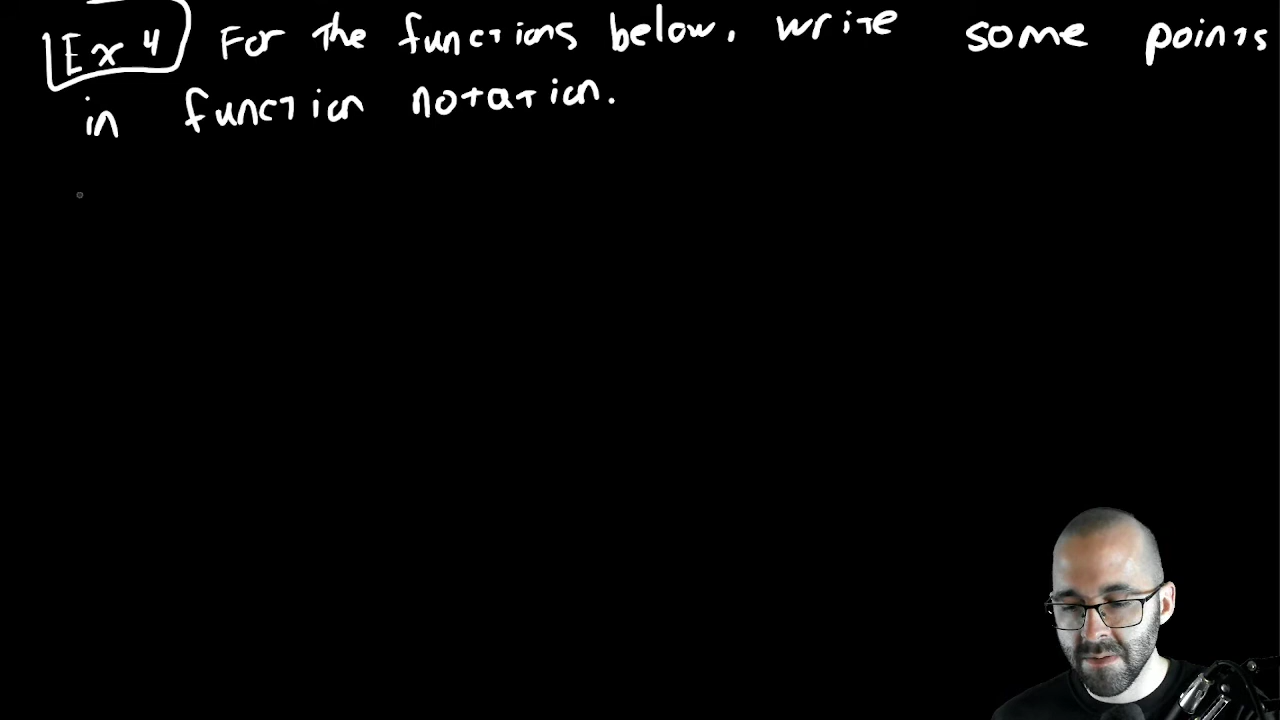 Ex 4 For the functions below, write some points
in function notation.